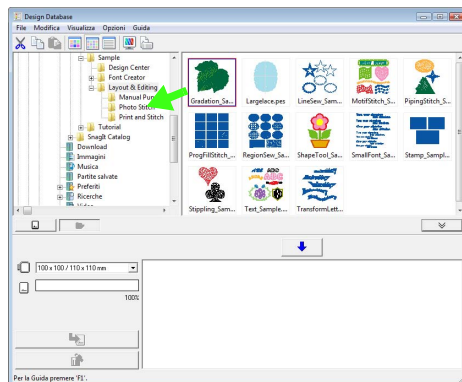 Design Database
File Modifica Visualizza Opzioni Guida
Sample
Design Center
Font Creator
Layout & Editing
Manual Pun
Photo Stitch
Print and Stitch
Tutorial
SnagIt Catalog
Download
Immagini
Musica
Partite salvate
Preferiti
Ricerche
Video
Gradation_Sa... Largelace.pes LineSew_Sam... MotifStitch_S... PipingStitch_S...
ProgFillStitch_... RegionSew_Sa... ShapeTool_Sa... SmallFont_Sa... Stamp_Sampl...
Stippling_Sam... Text_Sample.... TransformLett...
100 x 100 / 110 x 110 mm
100%
Per la Guida premere 'F1'.